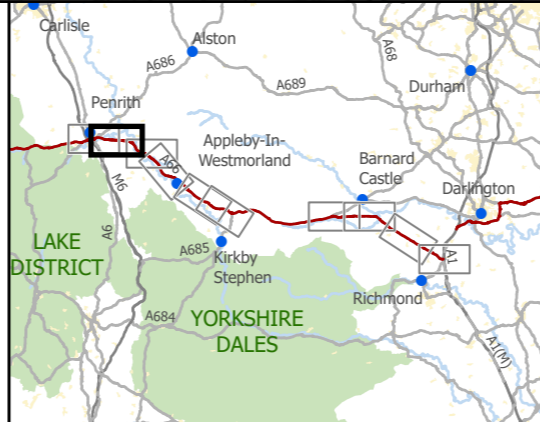 Carlisle
Alston
A686
A68
A689
Durham
Penrith
Appleby-In-
Westmorland
Barnard
Castle
Darlington
A66
M6
LAKE
DISTRICT
A6
A685
Kirkby
Stephen
A1
Richmond
A684
YORKSHIRE
DALES
A1(M)